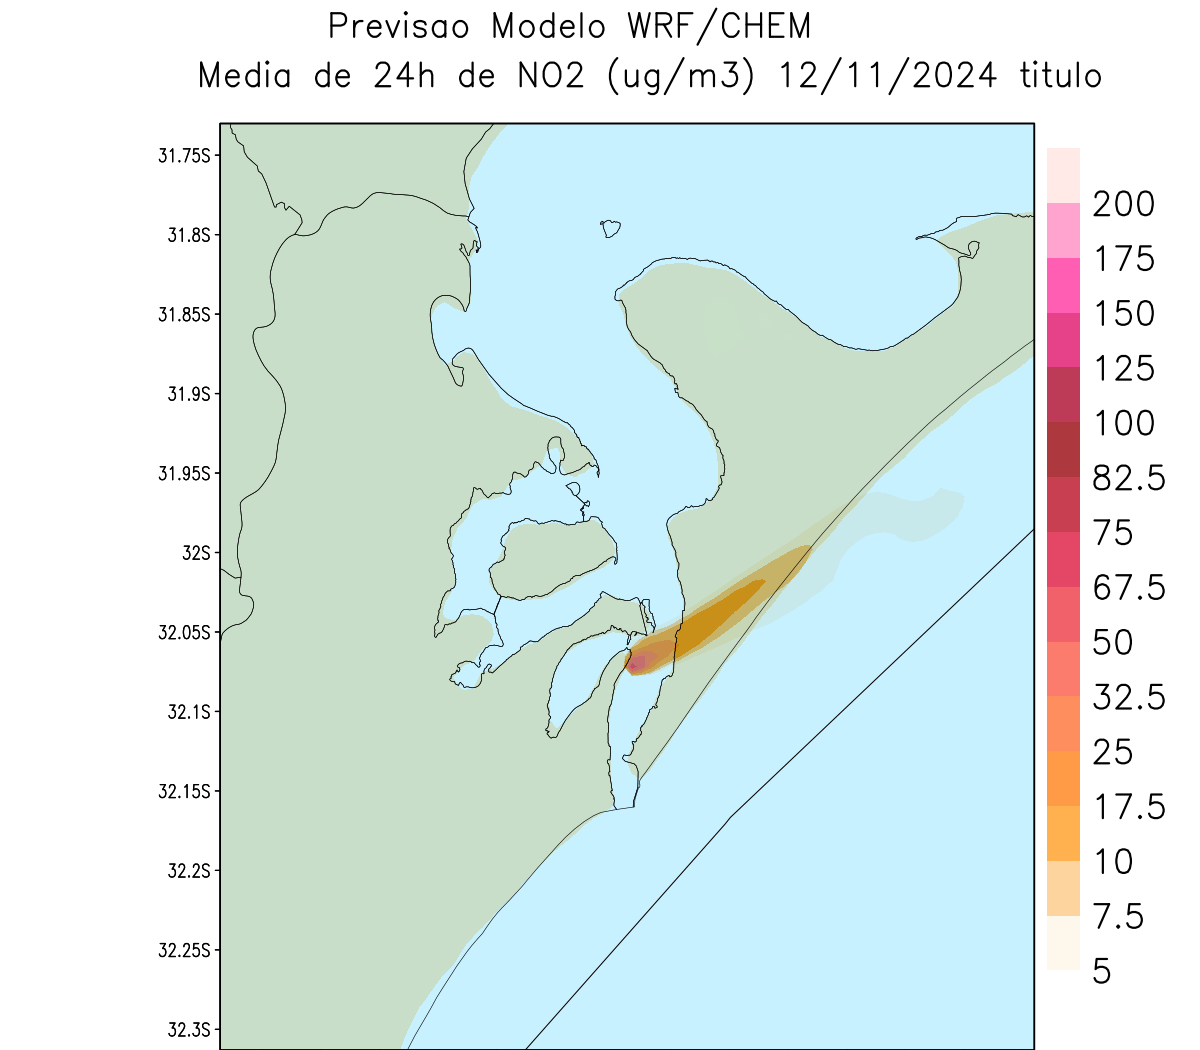 Previsao Modelo WRF/CHEM
Media de 24h de NO2 (ug/m3) 12/11/2024 titulo
31.75S
31.8S
31.85S
31.9S
31.95S
32S
32.05S
32.1S
32.15S
32.2S
32.25S
32.3S
200
175
150
125
100
82.5
75
67.5
50
32.5
25
17.5
10
7.5
5